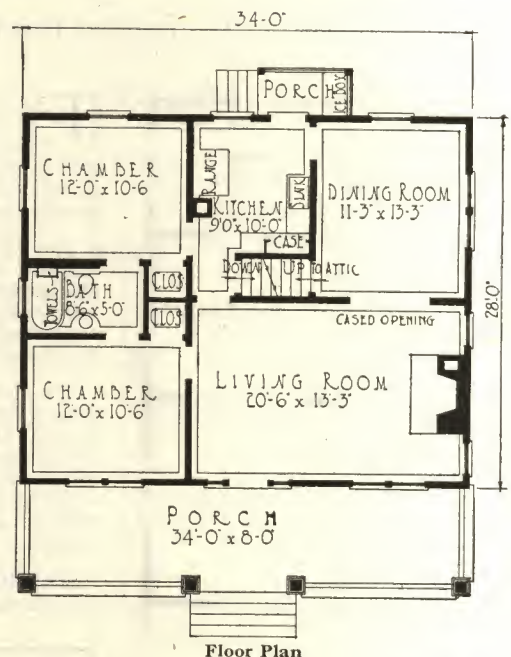 34'-0"
PORCH
ICE BOX
CHAMBER
12'-0" x 10'-6
RANGE
SINK
KITCHEN
9'0" x 10'-0"
DINING ROOM
11'-3" x 13'-3"
CASE
DOWN
UP TO ATTIC
TOWELS
BATH
8'-6" x 5'-0"
CLOS
CLOS
CASED OPENING
28'0"
CHAMBER
12'-0" x 10'-6"
LIVING ROOM
20'-6" x 13'-3"
PORCH
34'-0" x 8'-0
Floor Plan